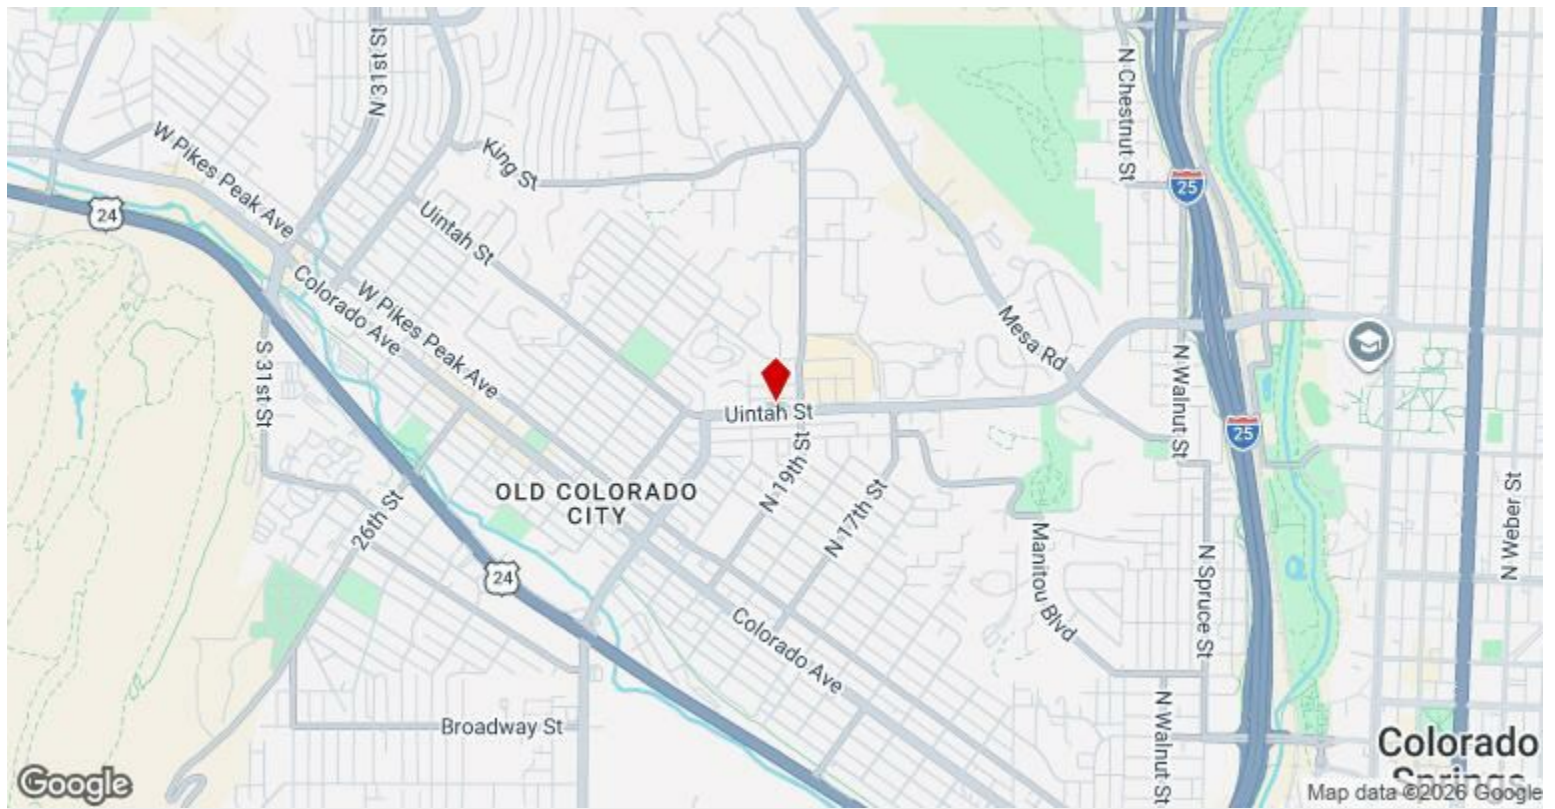 N 31st St
N Chestnut St
W Pikes Peak Ave
King St
25
24
Uintah St
Colorado Ave
W Pikes Peak Ave
Mesa Rd
S 31st St
N Walnut St
Uintah St
25
N 19th St
OLD COLORADO
CITY
N 17th St
26th St
N Weber St
Manitou Blvd
24
N Spruce St
Colorado Ave
N Walnut St
Broadway St
Colorado
Springs
Google
Map data ©2026 Google